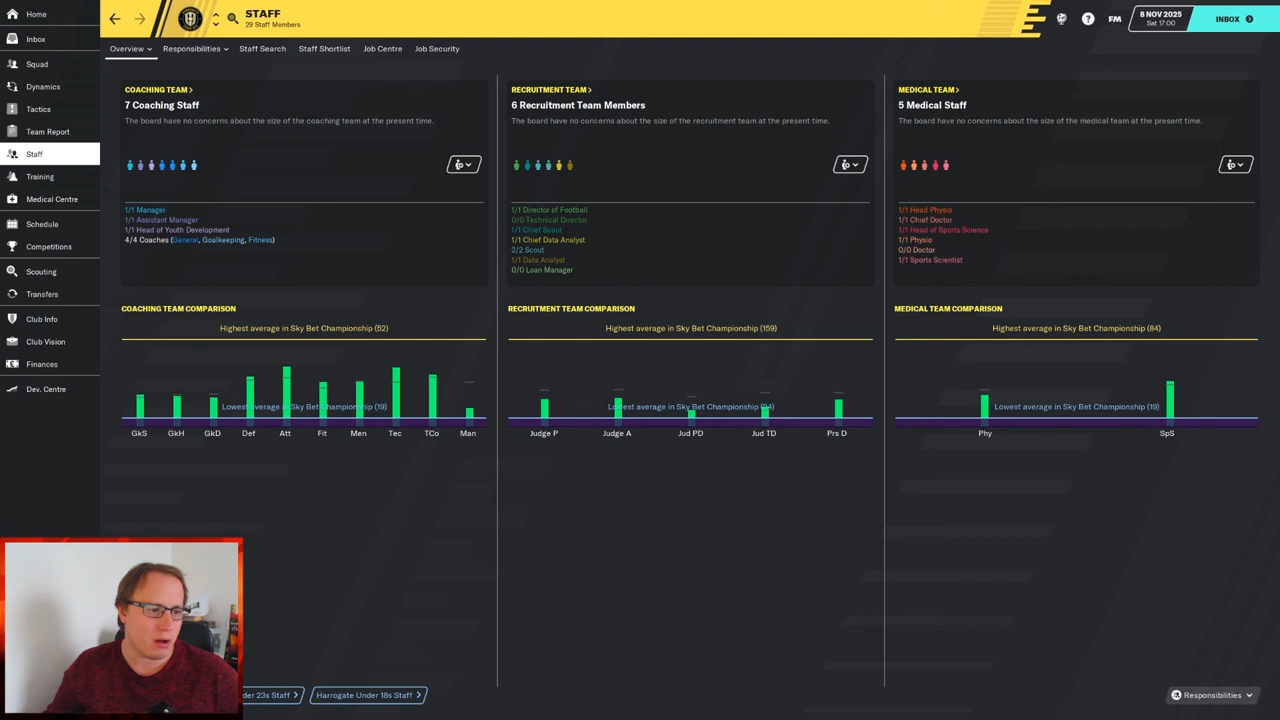 Home
Inbox
Squad
Dynamics
Tactics
Team Report
Staff
Training
Medical Centre
Schedule
Competitions
Scouting
Transfers
Club Info
Club Vision
Finances
Dev. Centre
STAFF
29 Staff Members
FM
8 NOV 2025
Sat 17:00
INBOX
Overview
Responsibilities
Staff Search
Staff Shortlist
Job Centre
Job Security
COACHING TEAM >
7 Coaching Staff
The board have no concerns about the size of the coaching team at the present time.
1/1 Manager
1/1 Assistant Manager
1/1 Head of Youth Development
4/4 Coaches (General, Goalkeeping, Fitness)
COACHING TEAM COMPARISON
Highest average in Sky Bet Championship (52)
Lowest average in Sky Bet Championship (19)
GkS GkH GkD Def Att Fit Men Tec TCo Man
RECRUITMENT TEAM >
6 Recruitment Team Members
The board have no concerns about the size of the recruitment team at the present time.
1/1 Director of Football
0/0 Technical Director
1/1 Chief Scout
1/1 Chief Data Analyst
2/2 Scout
1/1 Data Analyst
0/0 Loan Manager
RECRUITMENT TEAM COMPARISON
Highest average in Sky Bet Championship (159)
Lowest average in Sky Bet Championship
Judge P Judge A Jud PD Jud TD Prs D
MEDICAL TEAM >
5 Medical Staff
The board have no concerns about the size of the medical team at the present time.
1/1 Head Physio
1/1 Chief Doctor
1/1 Head of Sports Science
1/1 Physio
0/0 Doctor
1/1 Sports Scientist
MEDICAL TEAM COMPARISON
Highest average in Sky Bet Championship (84)
Lowest average in Sky Bet Championship (19)
Phy SpS
der 23s Staff >
Harrogate Under 18s Staff >
Responsibilities